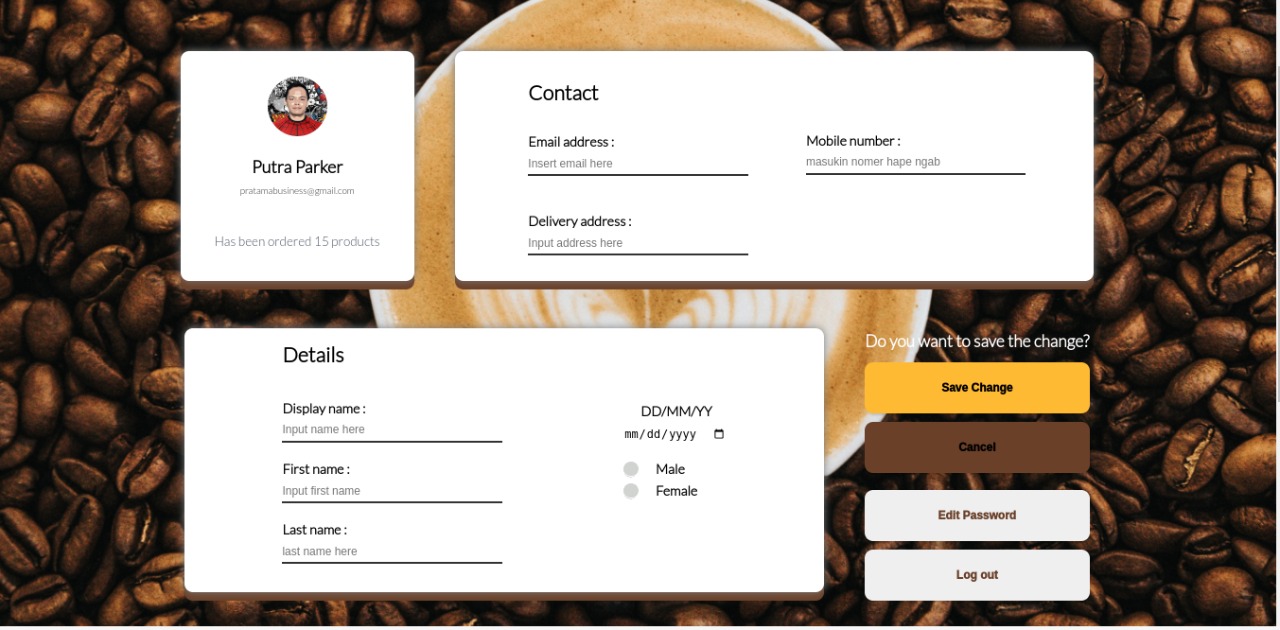 Putra Parker
pratamabusiness@gmail.com
Has been ordered 15 products
Contact
Email address :
Insert email here
Mobile number :
masukin nomer hape ngab
Delivery address :
Input address here
Details
Display name :
Input name here
First name :
Input first name
Last name :
last name here
DD/MM/YY
mm/dd/yyyy
Male
Female
Do you want to save the change?
Save Change
Cancel
Edit Password
Log out